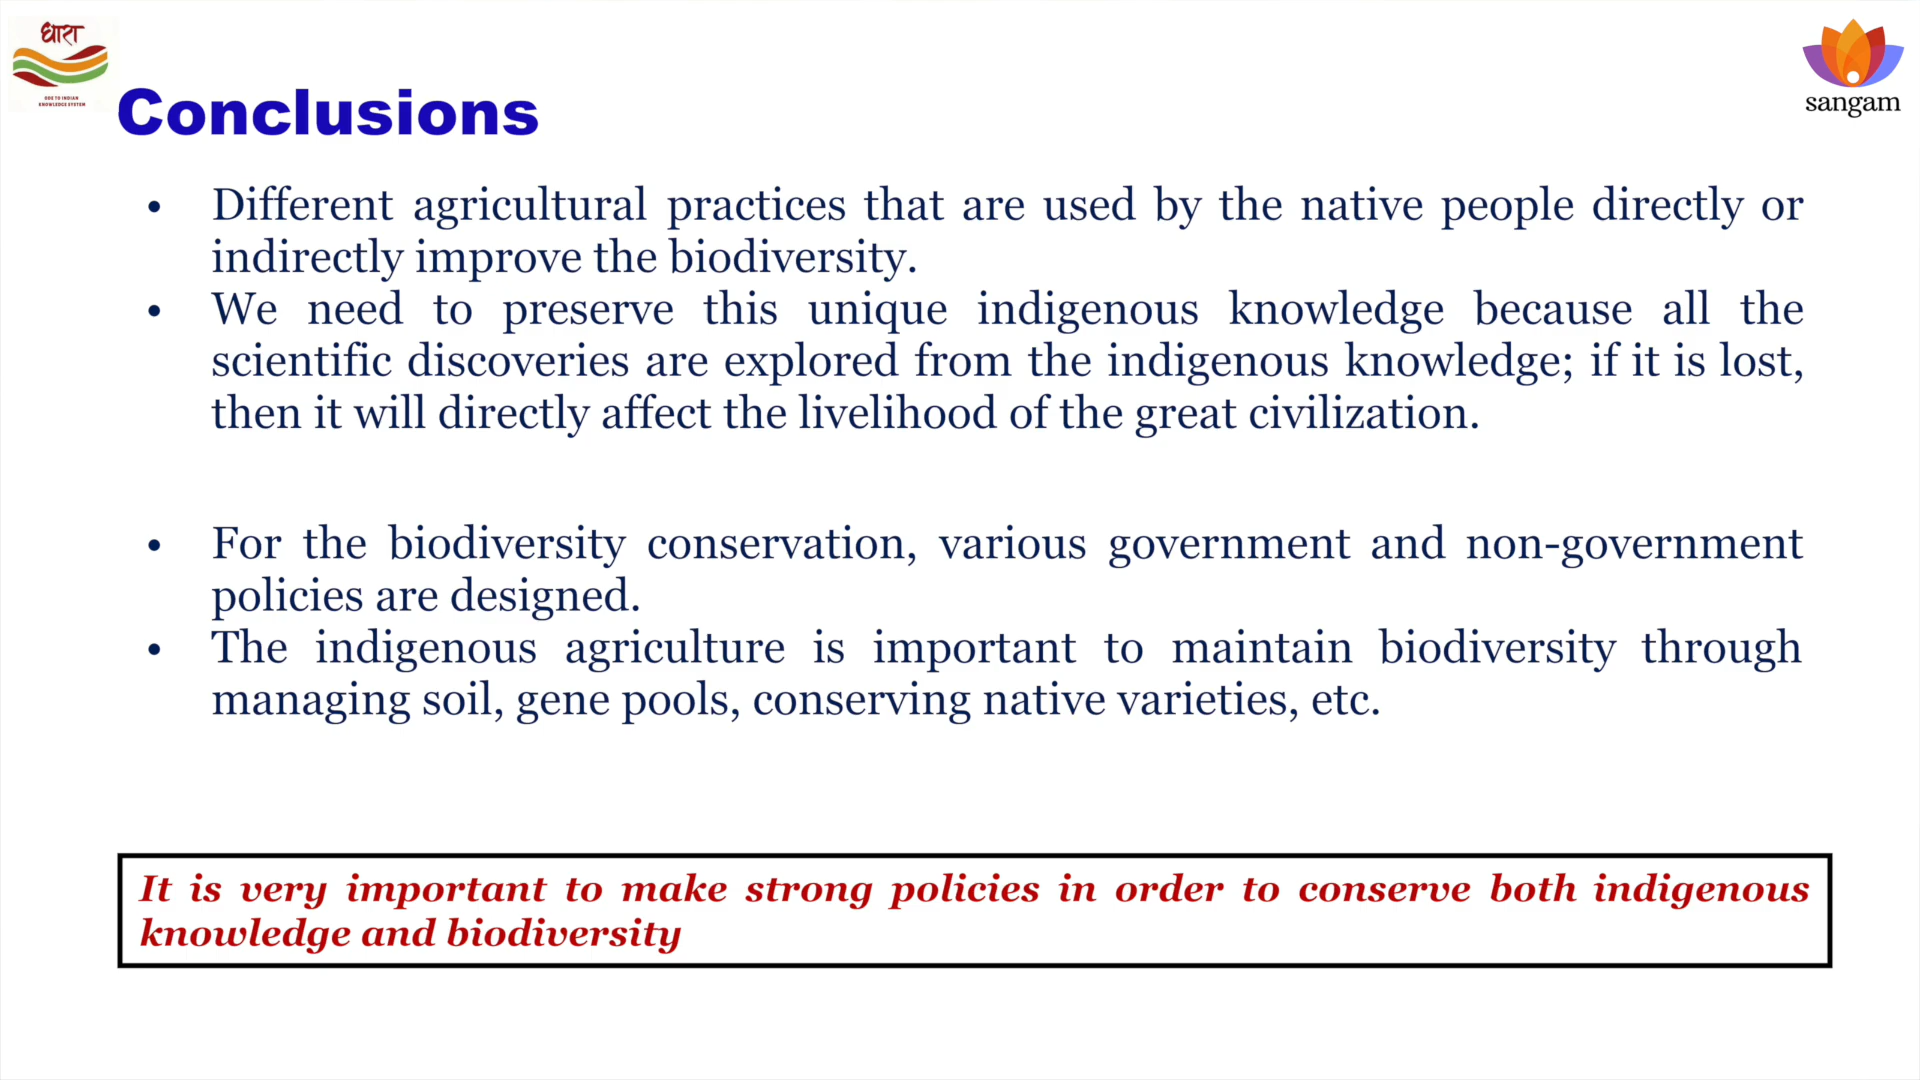 धारा
ODE TO INDIAN
KNOWLEDGE SYSTEM
sangam
Conclusions
• Different agricultural practices that are used by the native people directly or
indirectly improve the biodiversity.
• We need to preserve this unique indigenous knowledge because all the
scientific discoveries are explored from the indigenous knowledge; if it is lost,
then it will directly affect the livelihood of the great civilization.
• For the biodiversity conservation, various government and non-government
policies are designed.
• The indigenous agriculture is important to maintain biodiversity through
managing soil, gene pools, conserving native varieties, etc.
It is very important to make strong policies in order to conserve both indigenous
knowledge and biodiversity